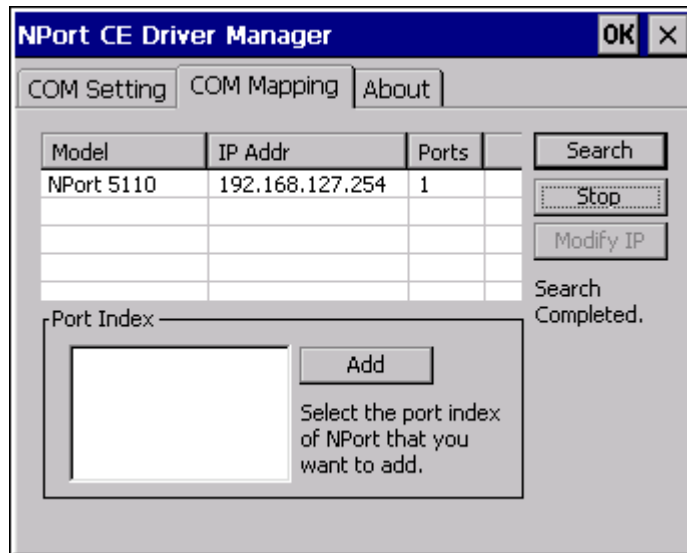 NPort CE Driver Manager OK ×
COM Setting COM Mapping About
Model IP Addr Ports
NPort 5110 192.168.127.254 1
Search
Stop
Modify IP
Search
Completed.
Port Index
Add
Select the port index
of NPort that you
want to add.